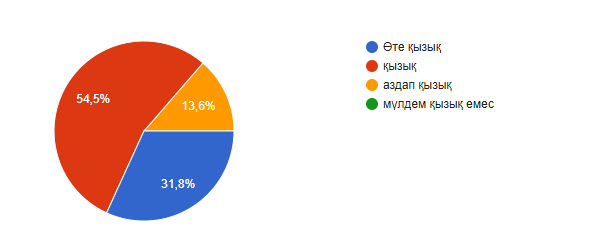 Өте қызық
қызық
аздап қызық
мүлдем қызық емес
54,5%
13,6%
31,8%